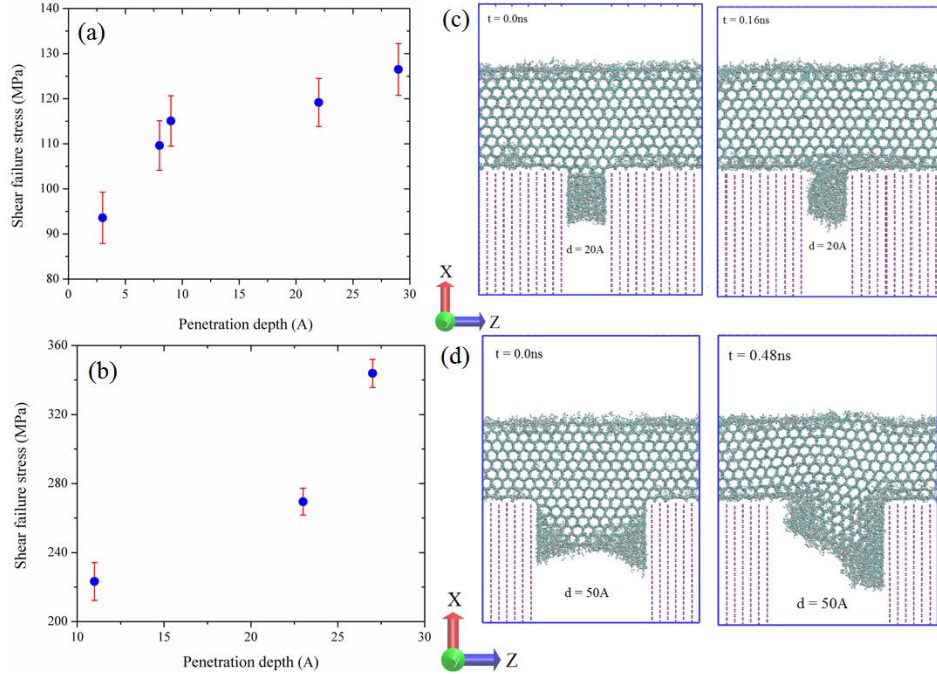 (a)
Shear failure stress (MPa)
140
130
120
110
100
90
80
0
5
10
15
20
25
30
Penetration depth (A)
(b)
Shear failure stress (MPa)
360
320
280
240
200
10
15
20
25
30
Penetration depth (A)
(c)
t = 0.0ns
d = 20A
t = 0.16ns
d = 20A
X
y
Z
(d)
t = 0.0ns
d = 50A
t = 0.48ns
d = 50A
X
y
Z